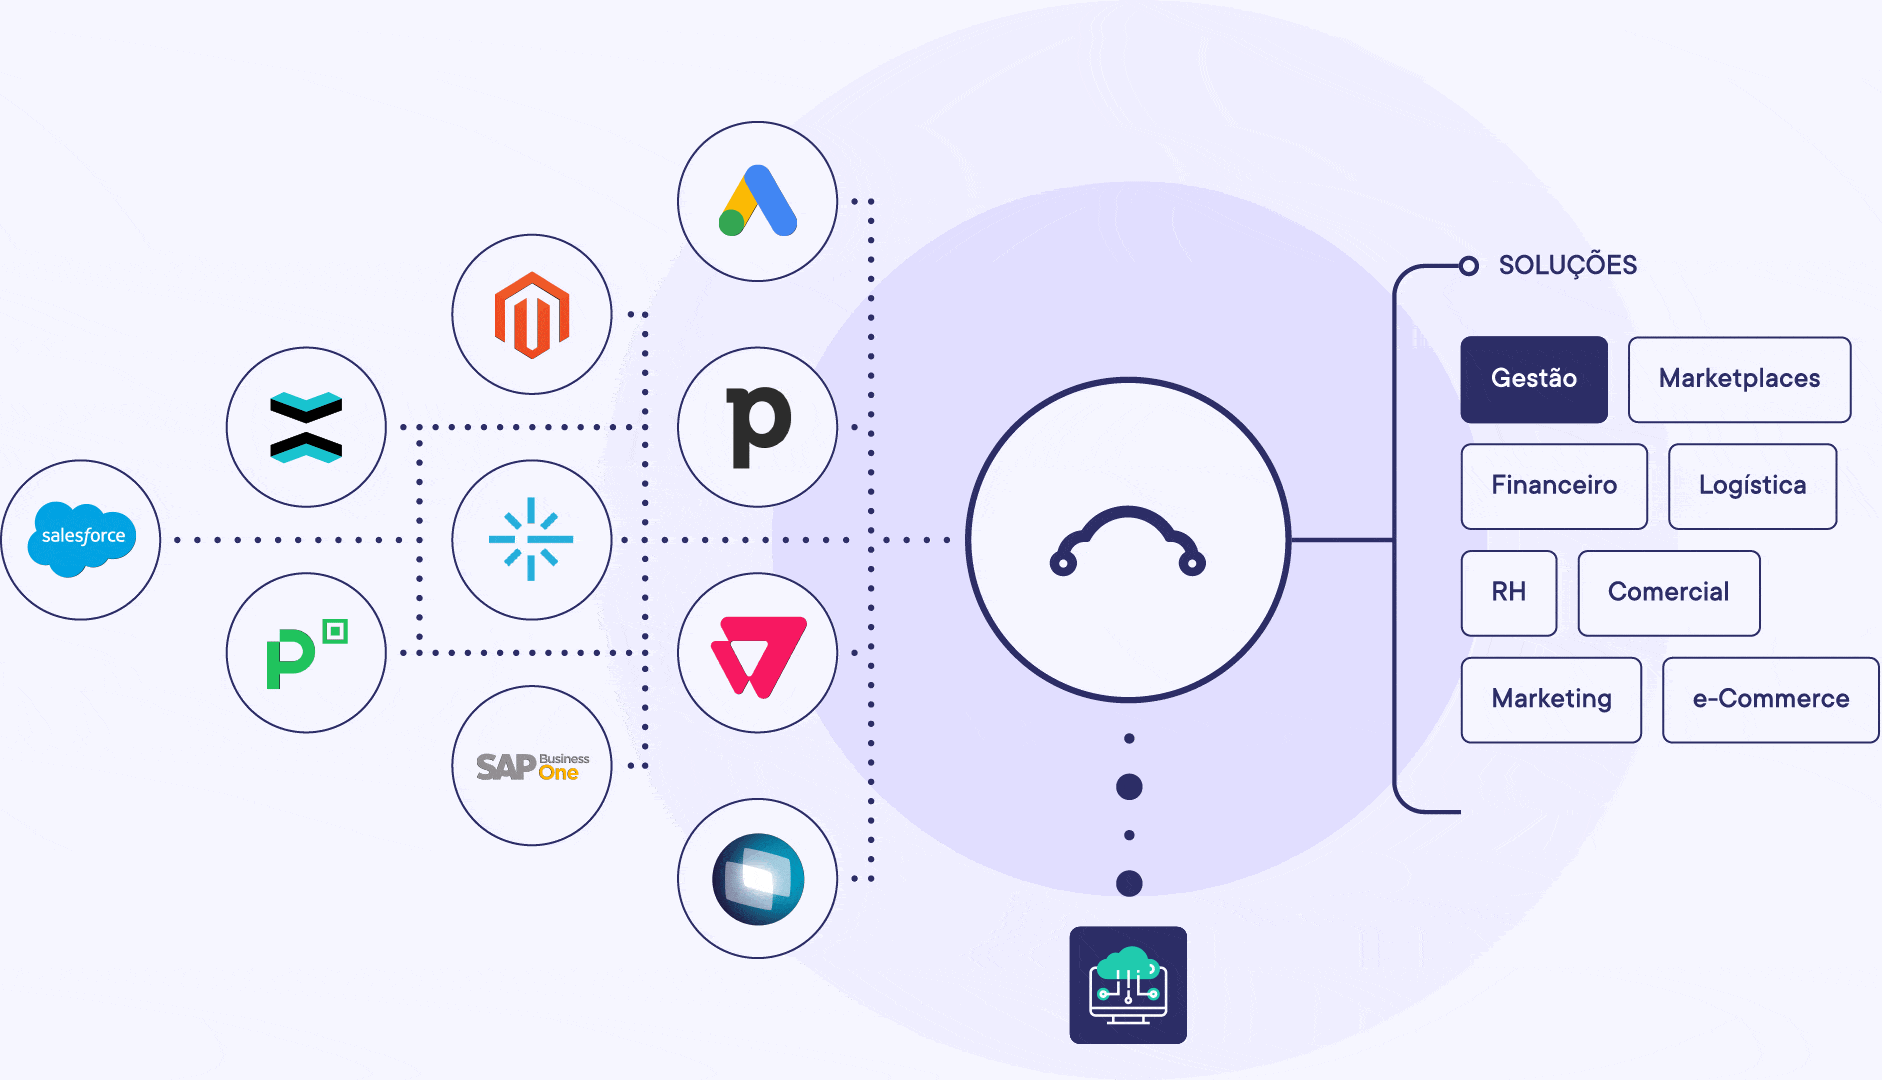 salesforce
SAP Business
One
SOLUÇÕES
Gestão
Marketplaces
Financeiro
Logística
RH
Comercial
Marketing
e-Commerce